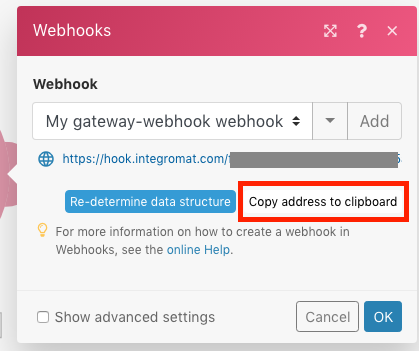 Webhooks
Webhook
My gateway-webhook webhook
Add
https://hook.integromat.com/
Re-determine data structure
Copy address to clipboard
For more information on how to create a webhook in
Webhooks, see the online Help.
Show advanced settings
Cancel
OK